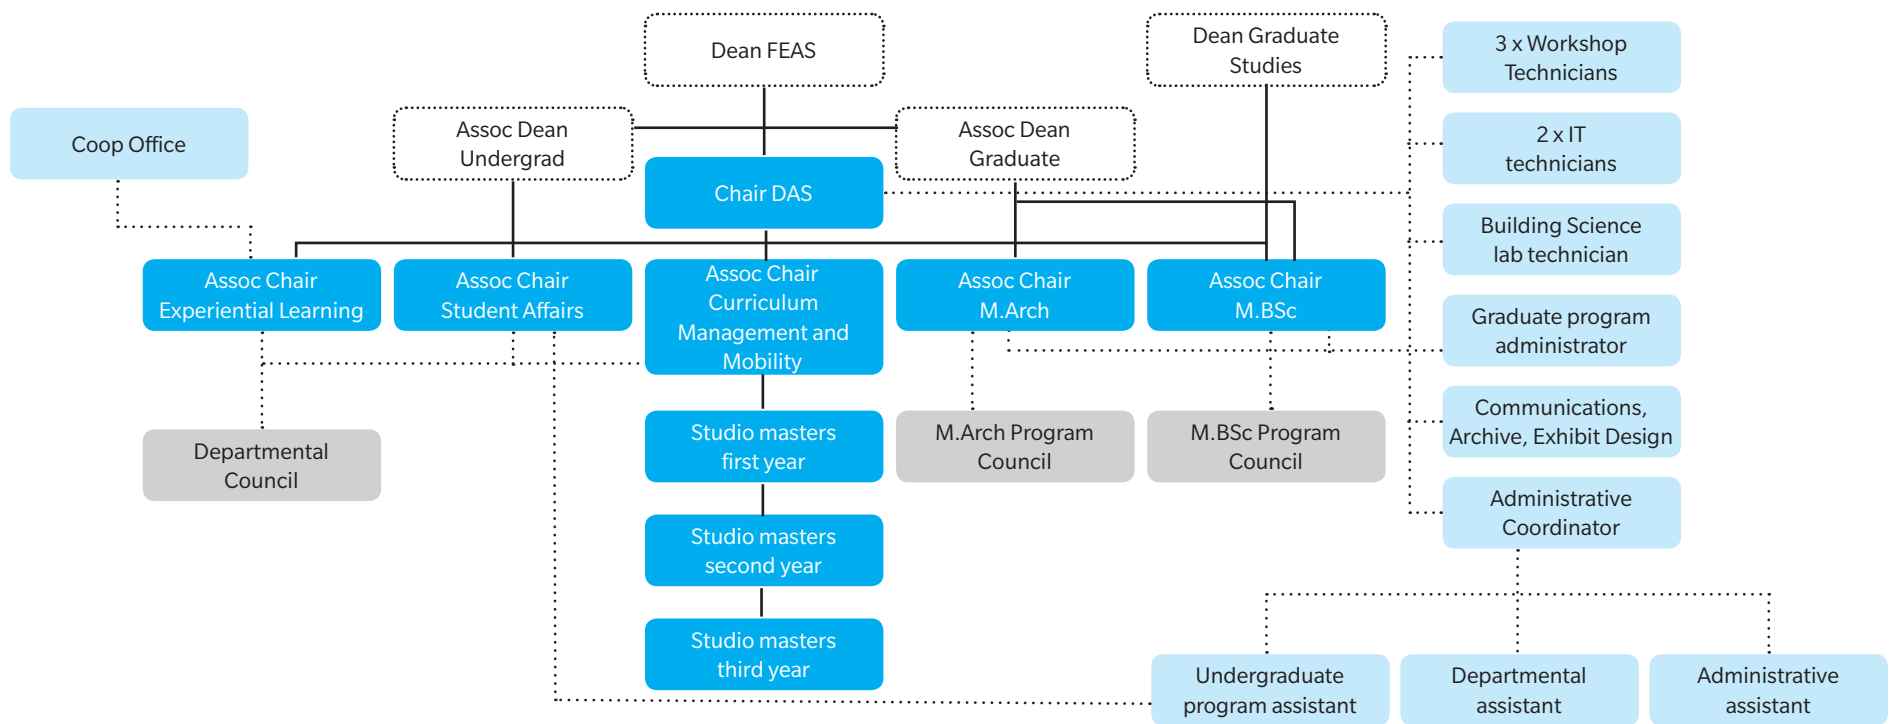 Dean FEAS
Dean Graduate
Studies
3 x Workshop
Technicians
Coop Office
Assoc Dean
Undergrad
Assoc Dean
Graduate
2 x IT
technicians
Chair DAS
Building Science
lab technician
Assoc Chair
Experiential Learning
Assoc Chair
Student Affairs
Assoc Chair
Curriculum
Management and
Mobility
Assoc Chair
M.Arch
Assoc Chair
M.BSc
Graduate program
administrator
Departmental
Council
Studio masters
first year
M.Arch Program
Council
M.BSc Program
Council
Communications,
Archive, Exhibit Design
Administrative
Coordinator
Studio masters
second year
Studio masters
third year
Undergraduate
program assistant
Departmental
assistant
Administrative
assistant